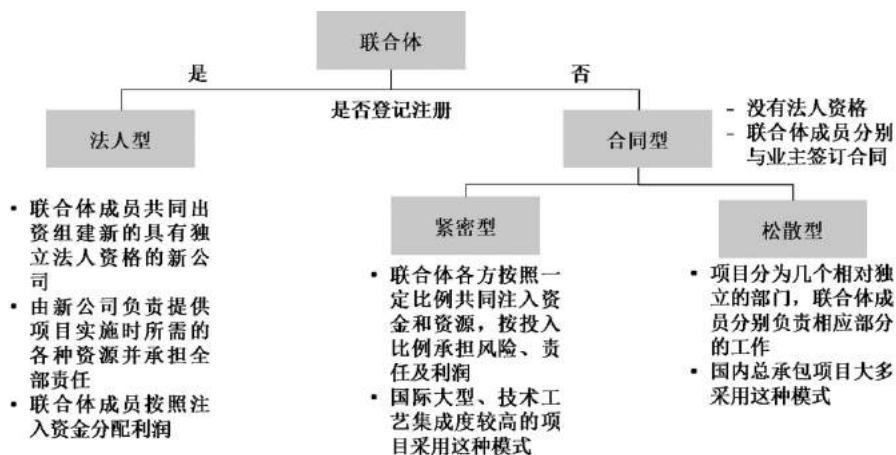 联合体
是
否
是否登记注册
法人型
合同型
- 没有法人资格
- 联合体成员分别
与业主签订合同
• 联合体成员共同出
资组建新的具有独
立法人资格的新公
司
• 由新公司负责提供
项目实施时所需的
各种资源并承担全
部责任
• 联合体成员按照注
入资金分配利润
紧密型
• 联合体各方按照一
定比例共同注入资
金和资源，按投入
比例承担风险、责
任及利润
• 国际大型、技术工
艺集成度较高的项
目采用这种模式
松散型
• 项目分为几个相对独
立的部门，联合体成
员分别负责相应部分
的工作
• 国内总承包项目大多
采用这种模式